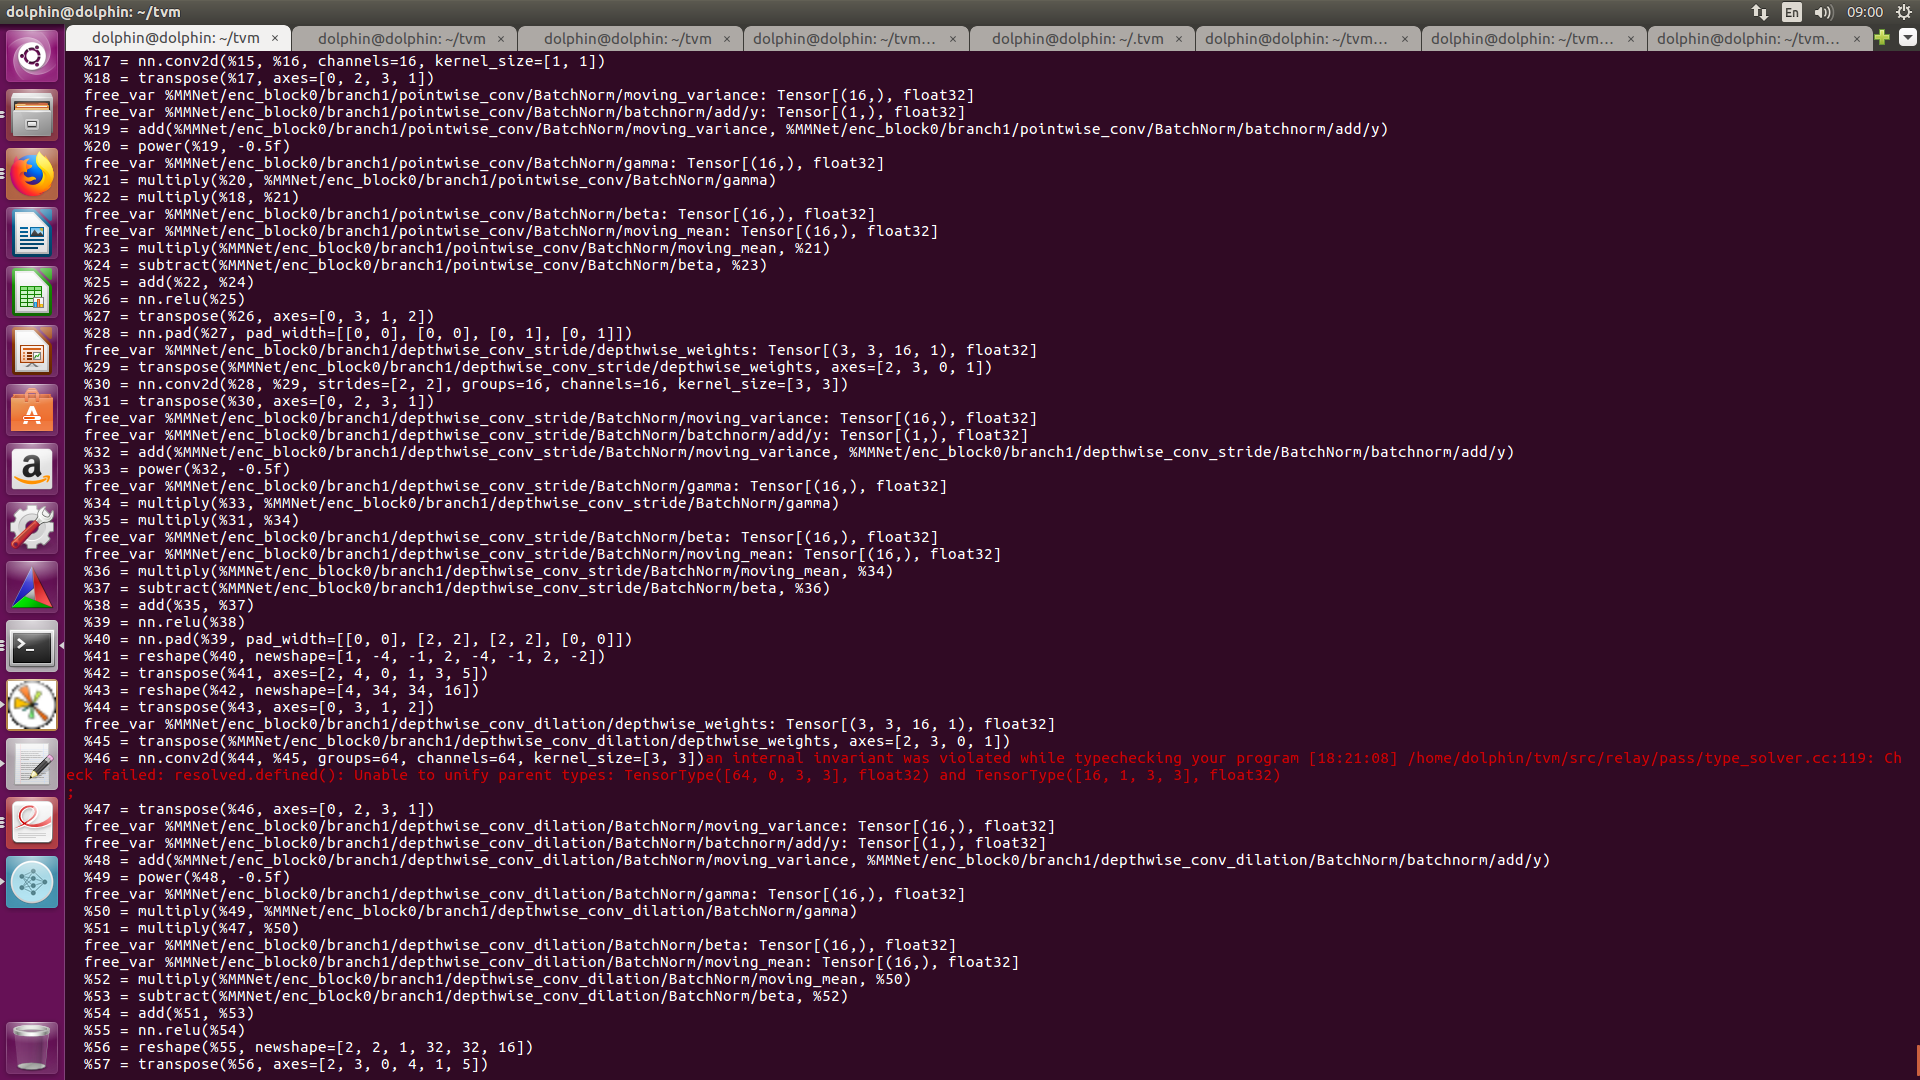 dolphin@dolphin: ~/tvm
En
09:00
dolphin@dolphin: ~/tvm ×
dolphin@dolphin: ~/tvm ×
dolphin@dolphin: ~/tvm ×
dolphin@dolphin: ~/tvm... ×
dolphin@dolphin: ~/.tvm ×
dolphin@dolphin: ~/tvm... ×
dolphin@dolphin: ~/tvm... ×
dolphin@dolphin: ~/tvm... ×
%17 = nn.conv2d(%15, %16, channels=16, kernel_size=[1, 1])
%18 = transpose(%17, axes=[0, 2, 3, 1])
free_var %MMNet/enc_block0/branch1/pointwise_conv/BatchNorm/moving_variance: Tensor[(16,), float32]
free_var %MMNet/enc_block0/branch1/pointwise_conv/BatchNorm/batchnorm/add/y: Tensor[(1,), float32]
%19 = add(%MMNet/enc_block0/branch1/pointwise_conv/BatchNorm/moving_variance, %MMNet/enc_block0/branch1/pointwise_conv/BatchNorm/batchnorm/add/y)
%20 = power(%19, -0.5f)
free_var %MMNet/enc_block0/branch1/pointwise_conv/BatchNorm/gamma: Tensor[(16,), float32]
%21 = multiply(%20, %MMNet/enc_block0/branch1/pointwise_conv/BatchNorm/gamma)
%22 = multiply(%18, %21)
free_var %MMNet/enc_block0/branch1/pointwise_conv/BatchNorm/beta: Tensor[(16,), float32]
free_var %MMNet/enc_block0/branch1/pointwise_conv/BatchNorm/moving_mean: Tensor[(16,), float32]
%23 = multiply(%MMNet/enc_block0/branch1/pointwise_conv/BatchNorm/moving_mean, %21)
%24 = subtract(%MMNet/enc_block0/branch1/pointwise_conv/BatchNorm/beta, %23)
%25 = add(%22, %24)
%26 = nn.relu(%25)
%27 = transpose(%26, axes=[0, 3, 1, 2])
%28 = nn.pad(%27, pad_width=[[0, 0], [0, 0], [0, 1], [0, 1]])
free_var %MMNet/enc_block0/branch1/depthwise_conv_stride/depthwise_weights: Tensor[(3, 3, 16, 1), float32]
%29 = transpose(%MMNet/enc_block0/branch1/depthwise_conv_stride/depthwise_weights, axes=[2, 3, 0, 1])
%30 = nn.conv2d(%28, %29, strides=[2, 2], groups=16, channels=16, kernel_size=[3, 3])
%31 = transpose(%30, axes=[0, 2, 3, 1])
free_var %MMNet/enc_block0/branch1/depthwise_conv_stride/BatchNorm/moving_variance: Tensor[(16,), float32]
free_var %MMNet/enc_block0/branch1/depthwise_conv_stride/BatchNorm/batchnorm/add/y: Tensor[(1,), float32]
%32 = add(%MMNet/enc_block0/branch1/depthwise_conv_stride/BatchNorm/moving_variance, %MMNet/enc_block0/branch1/depthwise_conv_stride/BatchNorm/batchnorm/add/y)
%33 = power(%32, -0.5f)
free_var %MMNet/enc_block0/branch1/depthwise_conv_stride/BatchNorm/gamma: Tensor[(16,), float32]
%34 = multiply(%33, %MMNet/enc_block0/branch1/depthwise_conv_stride/BatchNorm/gamma)
%35 = multiply(%31, %34)
free_var %MMNet/enc_block0/branch1/depthwise_conv_stride/BatchNorm/beta: Tensor[(16,), float32]
free_var %MMNet/enc_block0/branch1/depthwise_conv_stride/BatchNorm/moving_mean: Tensor[(16,), float32]
%36 = multiply(%MMNet/enc_block0/branch1/depthwise_conv_stride/BatchNorm/moving_mean, %34)
%37 = subtract(%MMNet/enc_block0/branch1/depthwise_conv_stride/BatchNorm/beta, %36)
%38 = add(%35, %37)
%39 = nn.relu(%38)
%40 = nn.pad(%39, pad_width=[[0, 0], [2, 2], [2, 2], [0, 0]])
%41 = reshape(%40, newshape=[1, -4, -1, 2, -4, -1, 2, -2])
%42 = transpose(%41, axes=[2, 4, 0, 1, 3, 5])
%43 = reshape(%42, newshape=[4, 34, 34, 16])
%44 = transpose(%43, axes=[0, 3, 1, 2])
free_var %MMNet/enc_block0/branch1/depthwise_conv_dilation/depthwise_weights: Tensor[(3, 3, 16, 1), float32]
%45 = transpose(%MMNet/enc_block0/branch1/depthwise_conv_dilation/depthwise_weights, axes=[2, 3, 0, 1])
%46 = nn.conv2d(%44, %45, groups=64, channels=64, kernel_size=[3, 3])an internal invariant was violated while typechecking your program [18:21:08] /home/dolphin/tvm/src/relay/pass/type_solver.cc:119: Ch
eck failed: resolved.defined(): Unable to unify parent types: TensorType([64, 0, 3, 3], float32) and TensorType([16, 1, 3, 3], float32)
;
%47 = transpose(%46, axes=[0, 2, 3, 1])
free_var %MMNet/enc_block0/branch1/depthwise_conv_dilation/BatchNorm/moving_variance: Tensor[(16,), float32]
free_var %MMNet/enc_block0/branch1/depthwise_conv_dilation/BatchNorm/batchnorm/add/y: Tensor[(1,), float32]
%48 = add(%MMNet/enc_block0/branch1/depthwise_conv_dilation/BatchNorm/moving_variance, %MMNet/enc_block0/branch1/depthwise_conv_dilation/BatchNorm/batchnorm/add/y)
%49 = power(%48, -0.5f)
free_var %MMNet/enc_block0/branch1/depthwise_conv_dilation/BatchNorm/gamma: Tensor[(16,), float32]
%50 = multiply(%49, %MMNet/enc_block0/branch1/depthwise_conv_dilation/BatchNorm/gamma)
%51 = multiply(%47, %50)
free_var %MMNet/enc_block0/branch1/depthwise_conv_dilation/BatchNorm/beta: Tensor[(16,), float32]
free_var %MMNet/enc_block0/branch1/depthwise_conv_dilation/BatchNorm/moving_mean: Tensor[(16,), float32]
%52 = multiply(%MMNet/enc_block0/branch1/depthwise_conv_dilation/BatchNorm/moving_mean, %50)
%53 = subtract(%MMNet/enc_block0/branch1/depthwise_conv_dilation/BatchNorm/beta, %52)
%54 = add(%51, %53)
%55 = nn.relu(%54)
%56 = reshape(%55, newshape=[2, 2, 1, 32, 32, 16])
%57 = transpose(%56, axes=[2, 3, 0, 4, 1, 5])